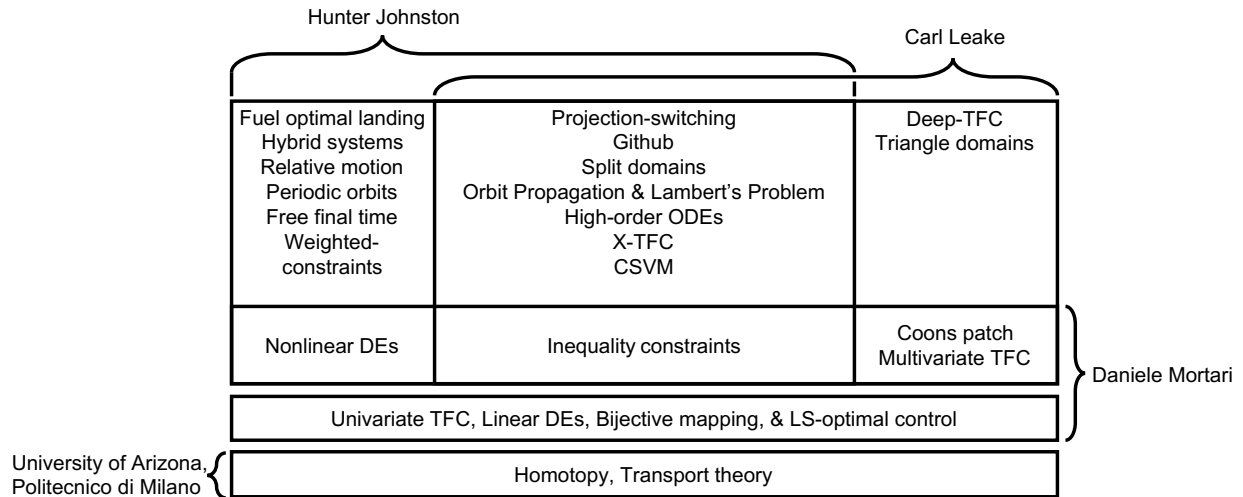 Hunter Johnston
Carl Leake
Fuel optimal landing
Hybrid systems
Relative motion
Periodic orbits
Free final time
Weighted-
constraints
Projection-switching
Github
Split domains
Orbit Propagation & Lambert's Problem
High-order ODEs
X-TFC
CSVM
Deep-TFC
Triangle domains
Nonlinear DEs
Inequality constraints
Coons patch
Multivariate TFC
Daniele Mortari
Univariate TFC, Linear DEs, Bijective mapping, & LS-optimal control
University of Arizona,
Politecnico di Milano
Homotopy, Transport theory